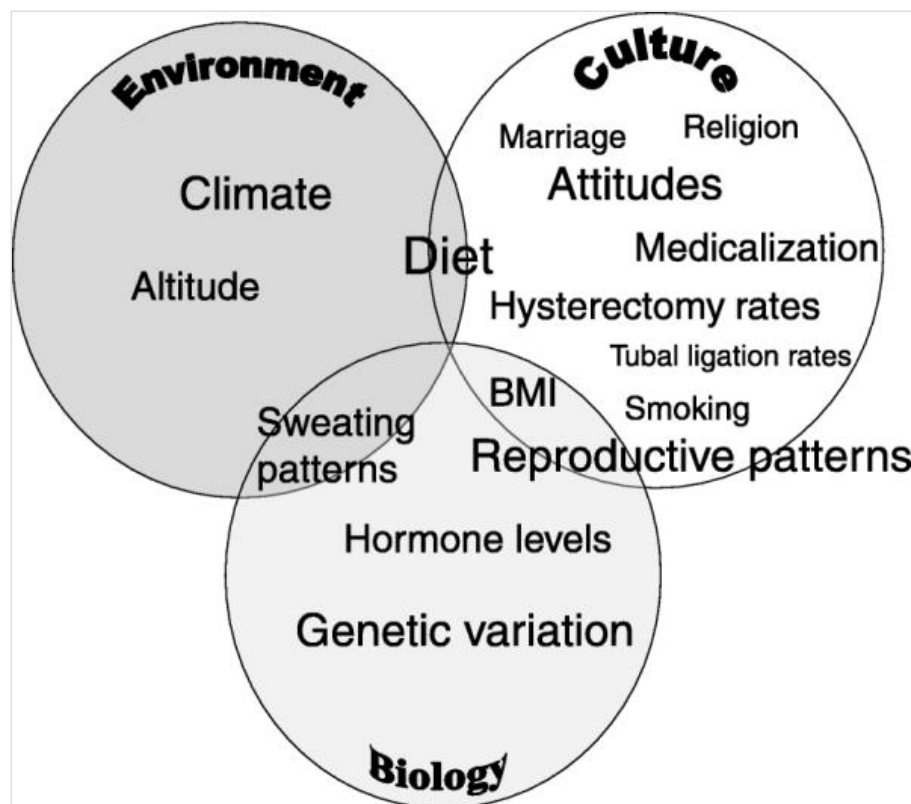 Environment
Culture
Marriage
Religion
Attitudes
Climate
Diet
Medicalization
Altitude
Hysterectomy rates
Tubal ligation rates
BMI
Smoking
Sweating
patterns
Reproductive patterns
Hormone levels
Genetic variation
Biology